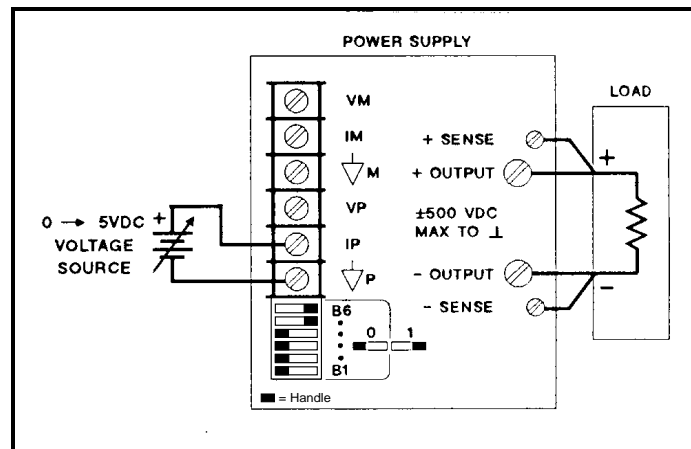 POWER SUPPLY
LOAD
VM
IM
+ SENSE
+
M
+ OUTPUT
VP
±500 VDC
MAX TO ⊥
0 → 5VDC +
VOLTAGE
SOURCE
IP
P
- OUTPUT
-
- SENSE
B6
0 1
B1
= Handle